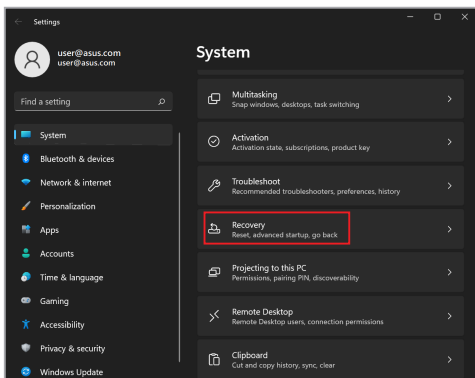 Settings
user@asus.com
user@asus.com
Find a setting
System
Bluetooth & devices
Network & internet
Personalization
Apps
Accounts
Time & language
Gaming
Accessibility
Privacy & security
Windows Update
System
Multitasking
Snap windows, desktops, task switching
Activation
Activation state, subscriptions, product key
Troubleshoot
Recommended troubleshooters, preferences, history
Recovery
Reset, advanced startup, go back
Projecting to this PC
Permissions, pairing PIN, discoverability
Remote Desktop
Remote Desktop users, connection permissions
Clipboard
Cut and copy history, sync, clear